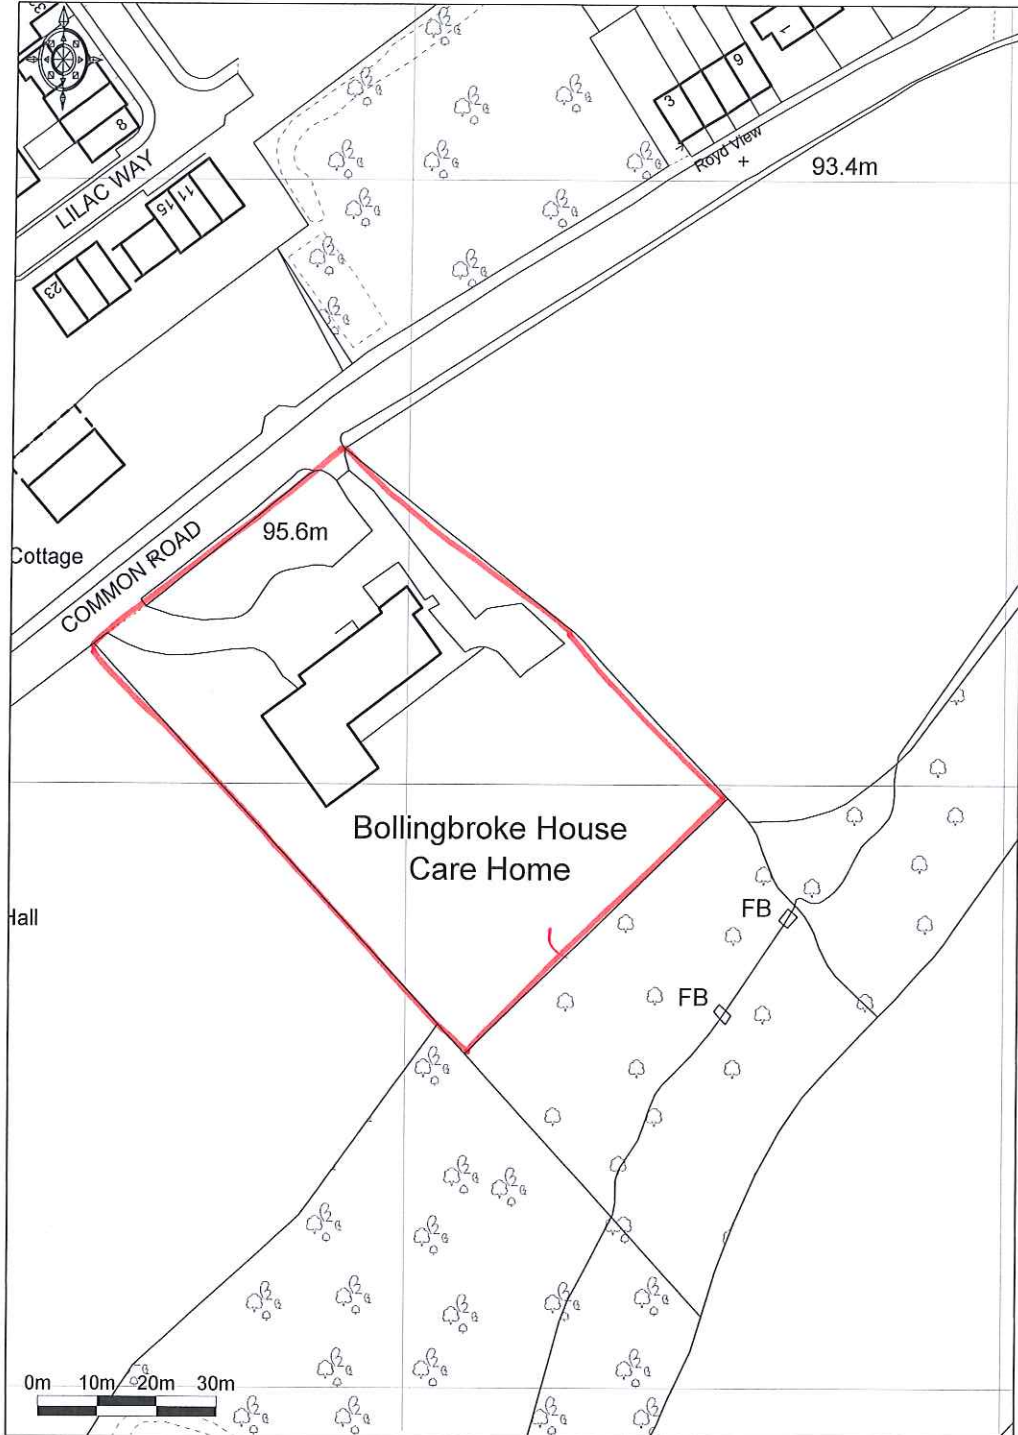 3
8
LILAC WAY
11
15
23
3
9
1
Royd View
93.4m
95.6m
Cottage
COMMON ROAD
Bollingbroke House
Care Home
Hall
FB
FB
0m 10m 20m 30m